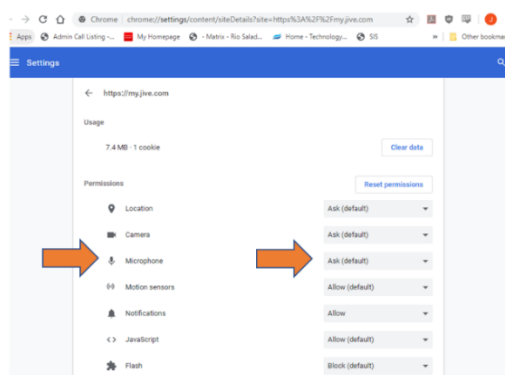 Chrome | chrome://settings/content/siteDetails?site=https%3A%2F%2Fmy.jive.com
Apps Admin Call Listing -... My Homepage - Matrix - Rio Salad... Home - Technology... SIS » Other bookmar
Settings
https://my.jive.com
Usage
7.4 MB · 1 cookie Clear data
Permissions Reset permissions
Location Ask (default)
Camera Ask (default)
Microphone Ask (default)
Motion sensors Allow (default)
Notifications Allow
JavaScript Allow (default)
Flash Block (default)